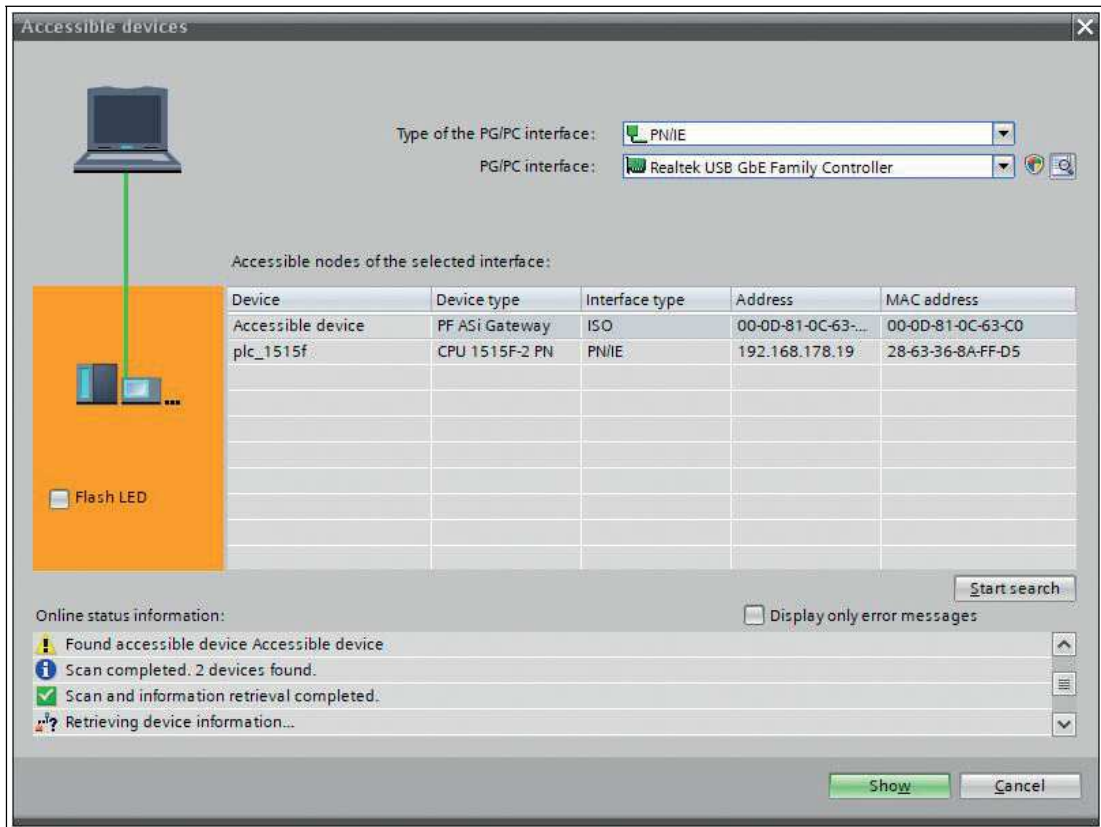 Accessible devices
Type of the PG/PC interface: PN/IE
PG/PC interface: Realtek USB GbE Family Controller
Accessible nodes of the selected interface:
Device Device type Interface type Address MAC address
Accessible device PF ASi Gateway ISO 00-0D-81-0C-63-... 00-0D-81-0C-63-C0
plc_1515f CPU 1515F-2 PN PN/IE 192.168.178.19 28-63-36-8A-FF-D5
Flash LED
Start search
Online status information: Display only error messages
Found accessible device Accessible device
Scan completed. 2 devices found.
Scan and information retrieval completed.
Retrieving device information...
Show Cancel